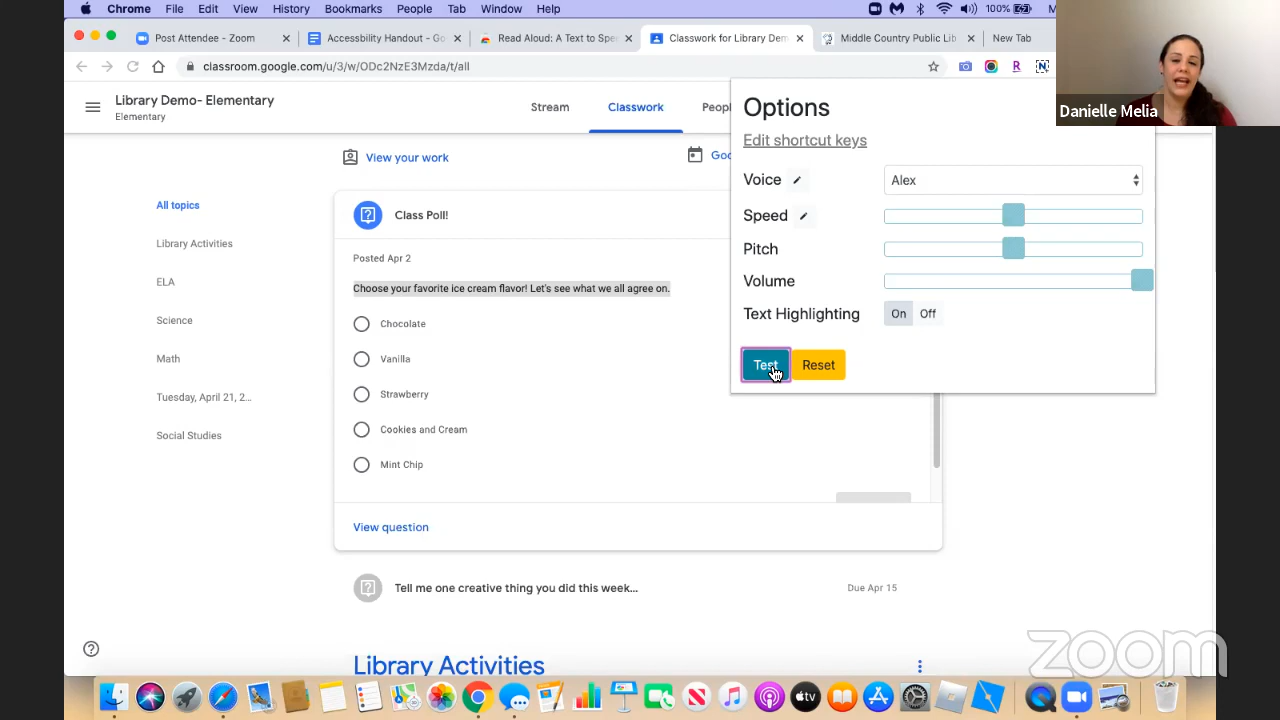 Chrome File Edit View History Bookmarks People Tab Window Help 100%
Post Attendee - Zoom
Accessbility Handout - Go
Read Aloud: A Text to Spe
Classwork for Library Dem
Middle Country Public Lib
New Tab
classroom.google.com/u/3/w/ODc2NzE3Mzda/t/all
Danielle Melia
Library Demo- Elementary
Elementary
Stream
Classwork
Options
Edit shortcut keys
Voice
Alex
Speed
Pitch
Volume
Text Highlighting
On
Off
Test
Reset
View your work
All topics
Library Activities
ELA
Science
Math
Tuesday, April 21, 2...
Social Studies
Class Poll!
Posted Apr 2
Choose your favorite ice cream flavor! Let's see what we all agree on.
Chocolate
Vanilla
Strawberry
Cookies and Cream
Mint Chip
View question
Tell me one creative thing you did this week...
Due Apr 15
Library Activities
zoom
tv